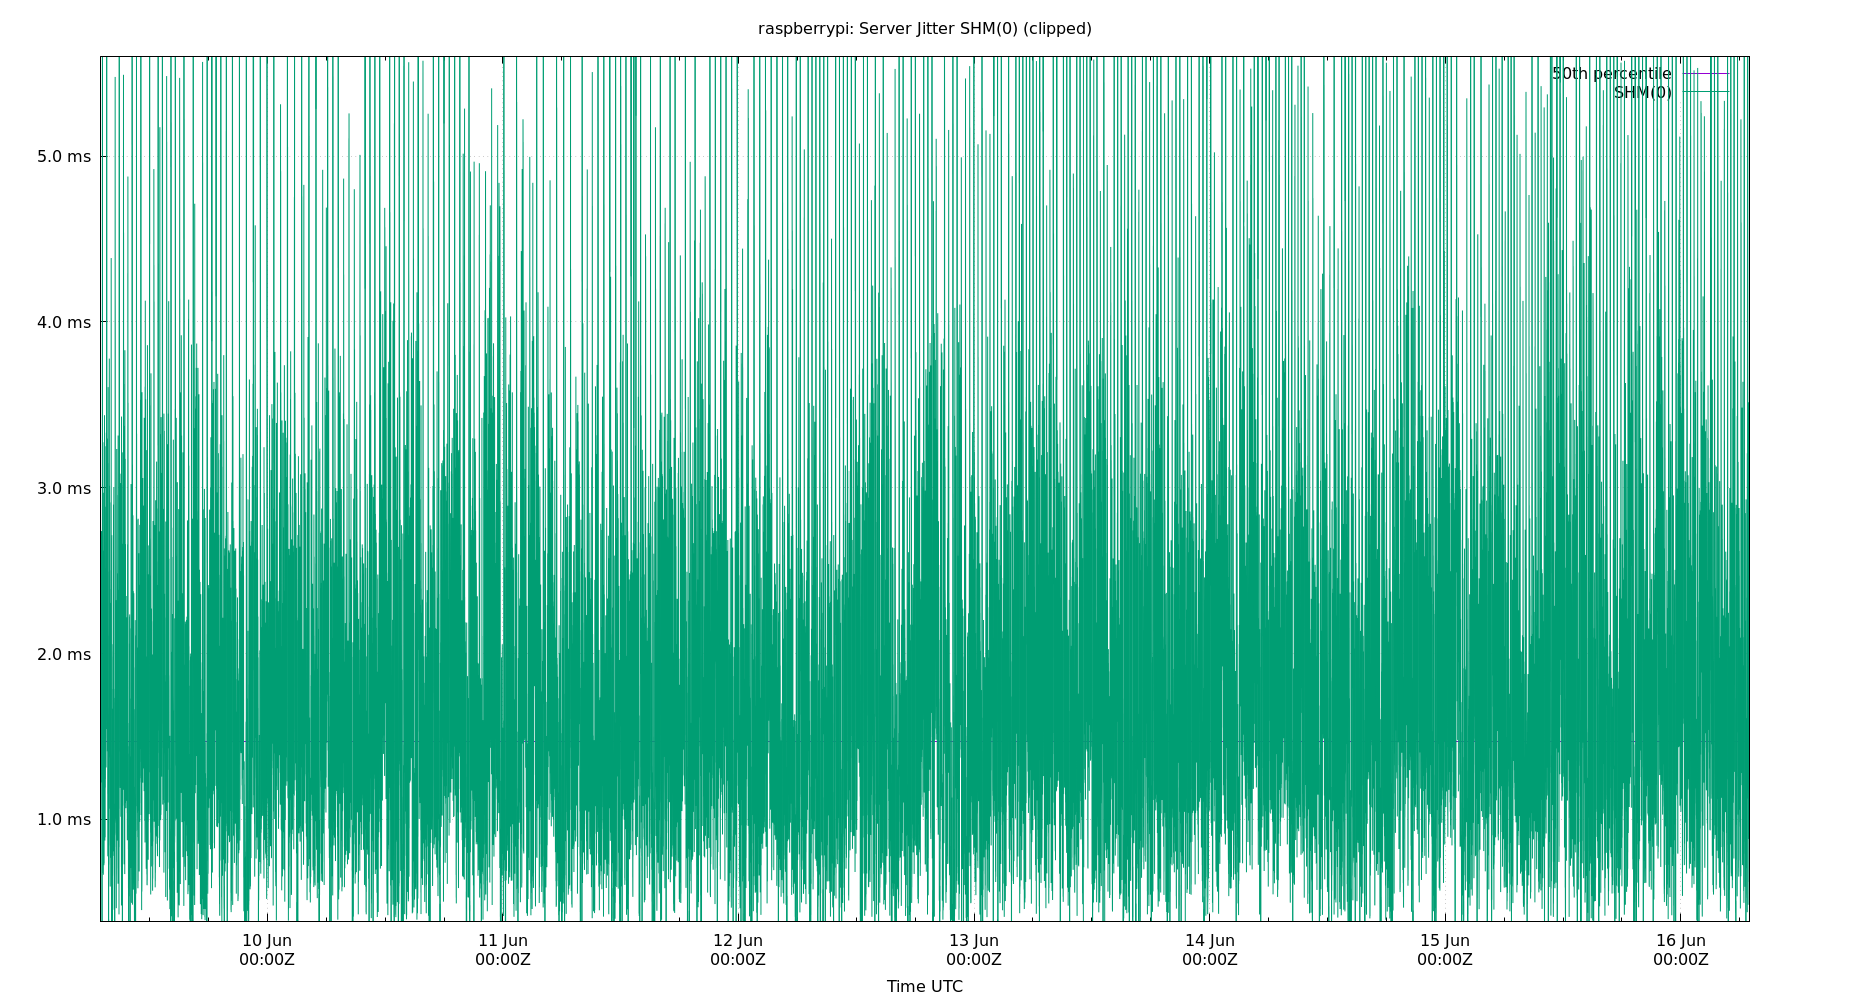 raspberrypi: Server Jitter SHM(0) (clipped)
50th percentile
SHM(0)
5.0 ms
4.0 ms
3.0 ms
2.0 ms
1.0 ms
10 Jun 11 Jun 12 Jun 13 Jun 14 Jun 15 Jun 16 Jun
00:00Z 00:00Z 00:00Z 00:00Z 00:00Z 00:00Z 00:00Z
Time UTC